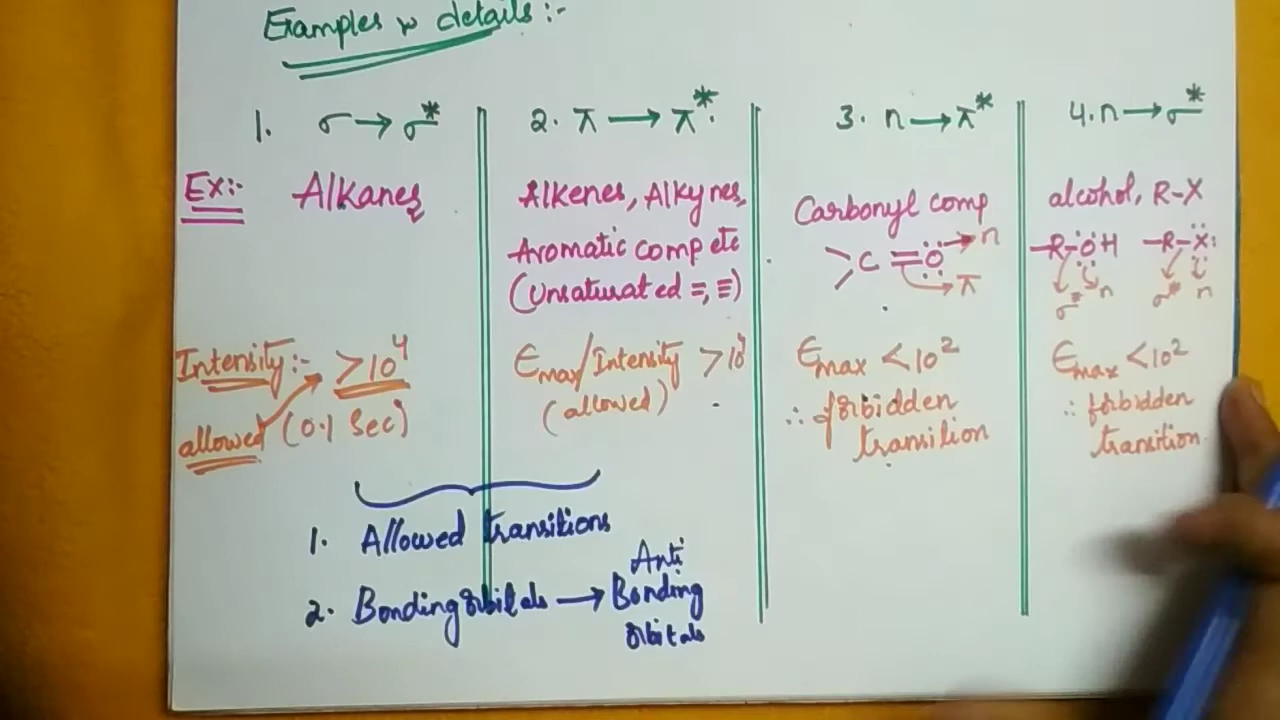 Examples & details :-
1. σ → σ*
2. π → π*.
3. n → π*
4. n → σ*
Ex:- Alkanes
Alkenes, Alkynes,
Aromatic comp etc
(Unsaturated =, ≡)
Carbonyl comp
>C=Ö: → n
→ π
alcohol, R-X
-R-ÖH -R-X:
σ* n σ* n
Intensity :- >10⁴
allowed (0.1 Sec)
Emax/Intensity >10
(allowed)
Emax <10²
∴ forbidden
transition
Emax <10²
∴ forbidden
transition.
1. Allowed transitions
2. Bonding orbitals → Anti
Bonding
orbitals